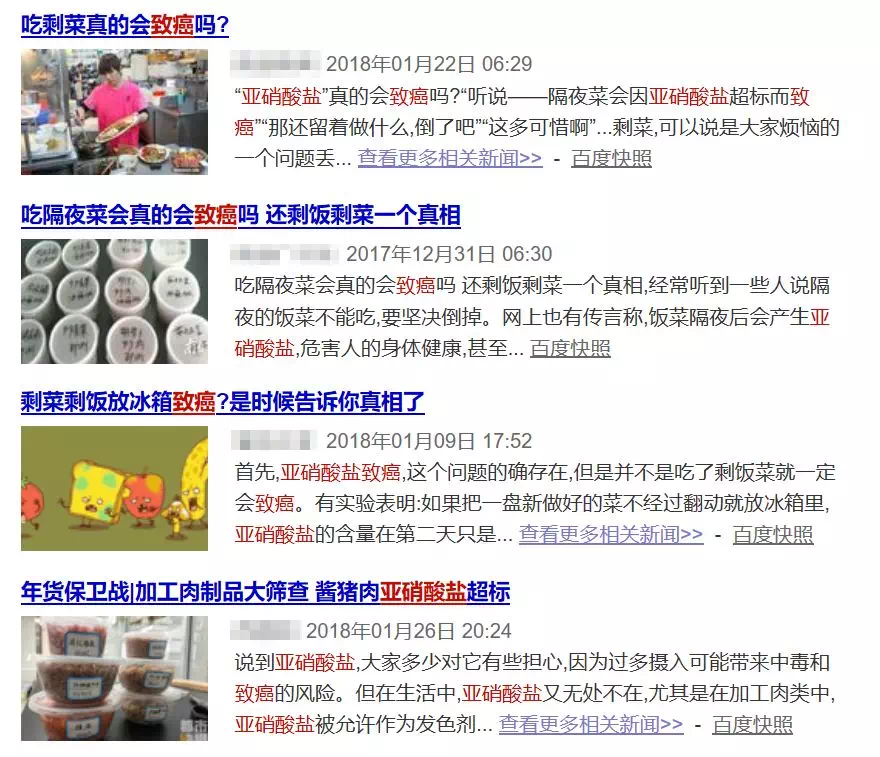 吃剩菜真的会致癌吗?
2018年01月22日 06:29
“亚硝酸盐”真的会致癌吗?“听说——隔夜菜会因亚硝酸盐超标而致
癌”“那还留着做什么,倒了吧”“这多可惜啊”...剩菜,可以说是大家烦恼的
一个问题丢... 查看更多相关新闻>> - 百度快照
吃隔夜菜会真的会致癌吗 还剩饭剩菜一个真相
2017年12月31日 06:30
吃隔夜菜会真的会致癌吗 还剩饭剩菜一个真相,经常听到一些人说隔
夜的饭菜不能吃,要坚决倒掉。网上也有传言称,饭菜隔夜后会产生亚
硝酸盐,危害人的身体健康,甚至... 百度快照
剩菜剩饭放冰箱致癌?是时候告诉你真相了
2018年01月09日 17:52
首先,亚硝酸盐致癌,这个问题的确存在,但是并不是吃了剩饭菜就一定
会致癌。有实验表明:如果把一盘新做好的菜不经过翻动就放冰箱里,
亚硝酸盐的含量在第二天只是... 查看更多相关新闻>> - 百度快照
年货保卫战|加工肉制品大筛查 酱猪肉亚硝酸盐超标
2018年01月26日 20:24
说到亚硝酸盐,大家多少对它有些担心,因为过多摄入可能带来中毒和
致癌的风险。但在生活中,亚硝酸盐又无处不在,尤其是在加工肉类中,
亚硝酸盐被允许作为发色剂... 查看更多相关新闻>> - 百度快照